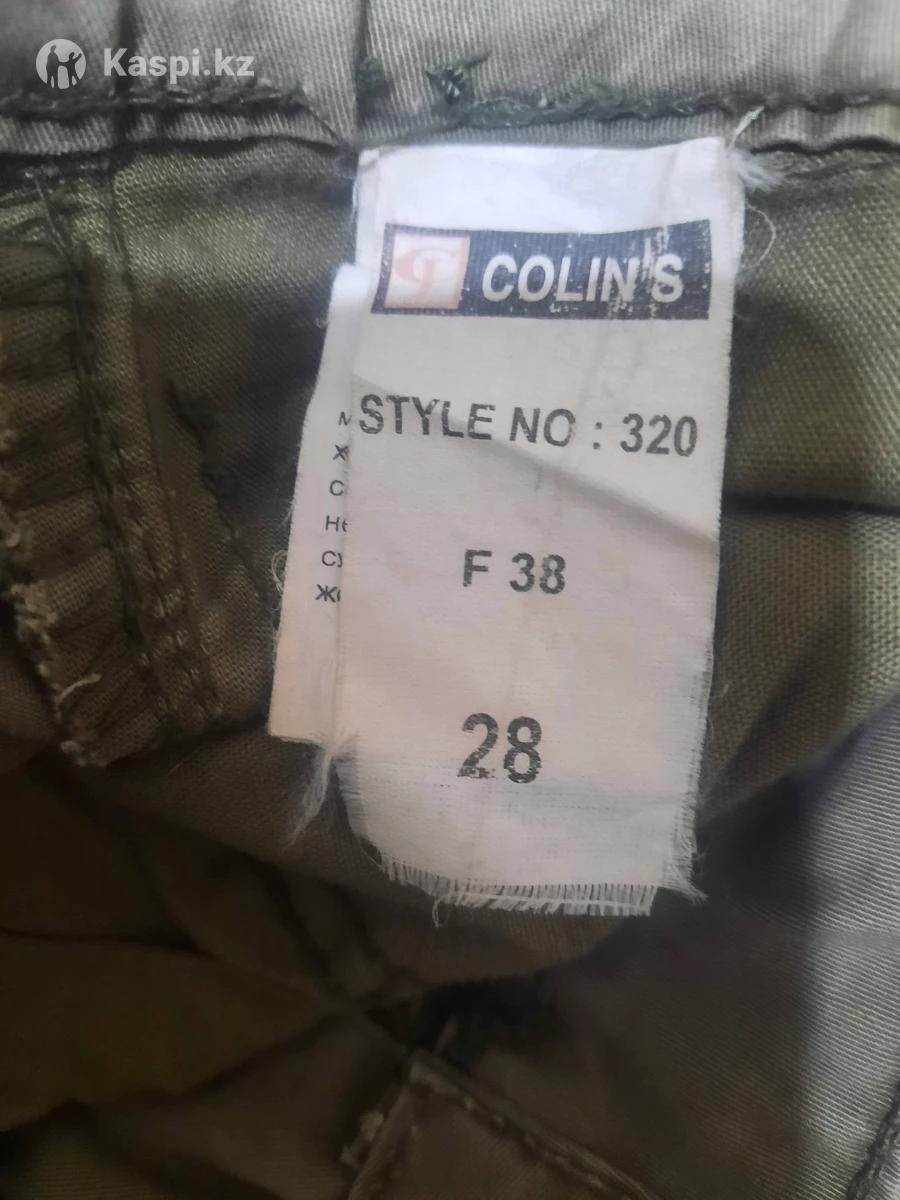 Kaspi.kz
COLIN'S
STYLE NO : 320
F 38
28